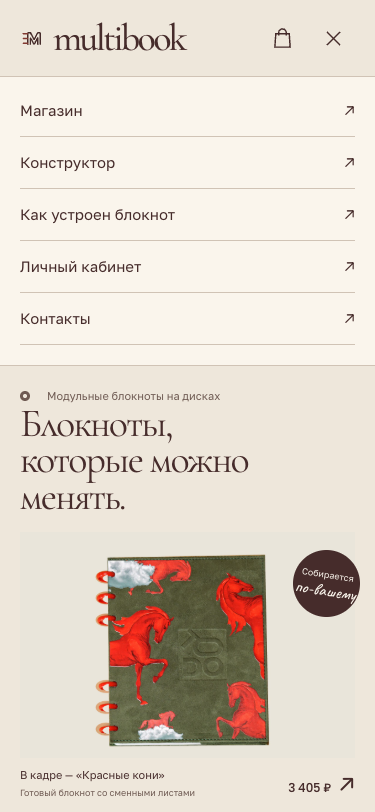 multibook
Магазин
Конструктор
Как устроен блокнот
Личный кабинет
Контакты
Модульные блокноты на дисках
Блокноты,
которые можно
менять.
Собирается
по-вашему
В кадре — «Красные кони»
Готовый блокнот со сменными листами
3 405 ₽